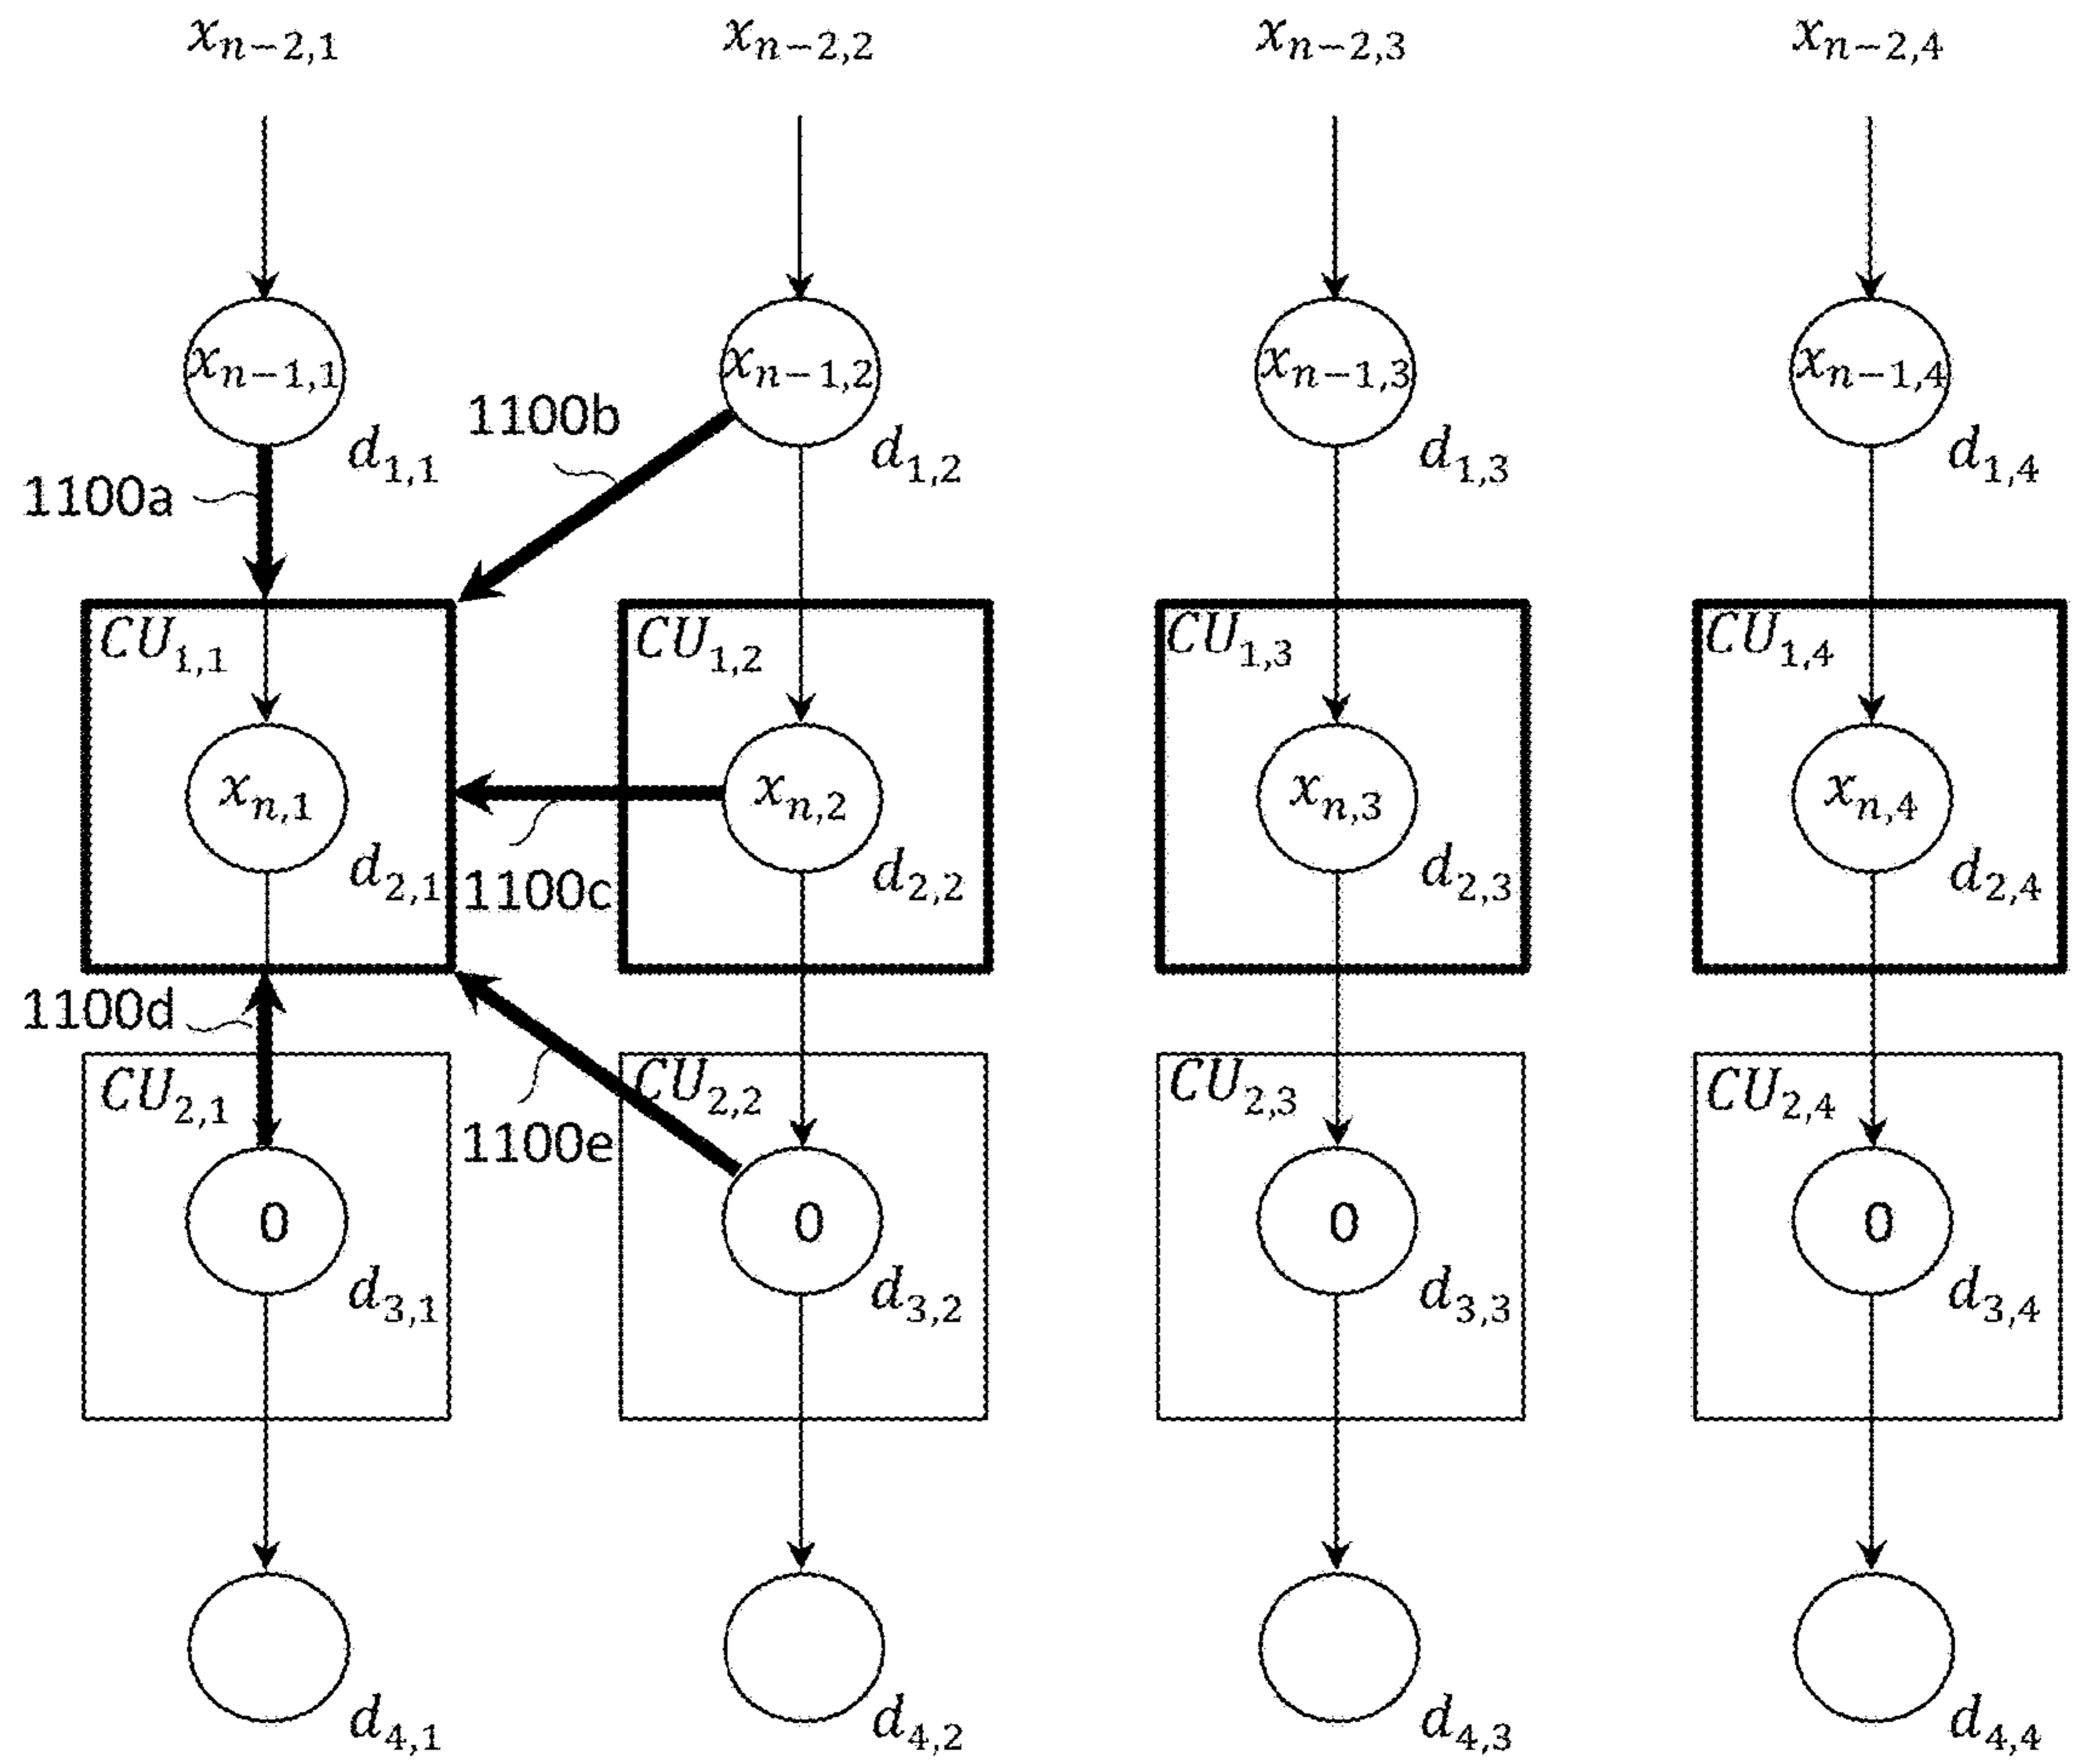 x_{n-2,1} x_{n-2,2} x_{n-2,3} x_{n-2,4}
x_{n-1,1} x_{n-1,2} x_{n-1,3} x_{n-1,4}
1100b
d_{1,1} d_{1,2} d_{1,3} d_{1,4}
1100a
CU_{1,1} CU_{1,2} CU_{1,3} CU_{1,4}
x_{n,1} x_{n,2} x_{n,3} x_{n,4}
d_{2,1} 1100c d_{2,2} d_{2,3} d_{2,4}
1100d
CU_{2,1} CU_{2,2} CU_{2,3} CU_{2,4}
1100e
0 0 0 0
d_{3,1} d_{3,2} d_{3,3} d_{3,4}
d_{4,1} d_{4,2} d_{4,3} d_{4,4}